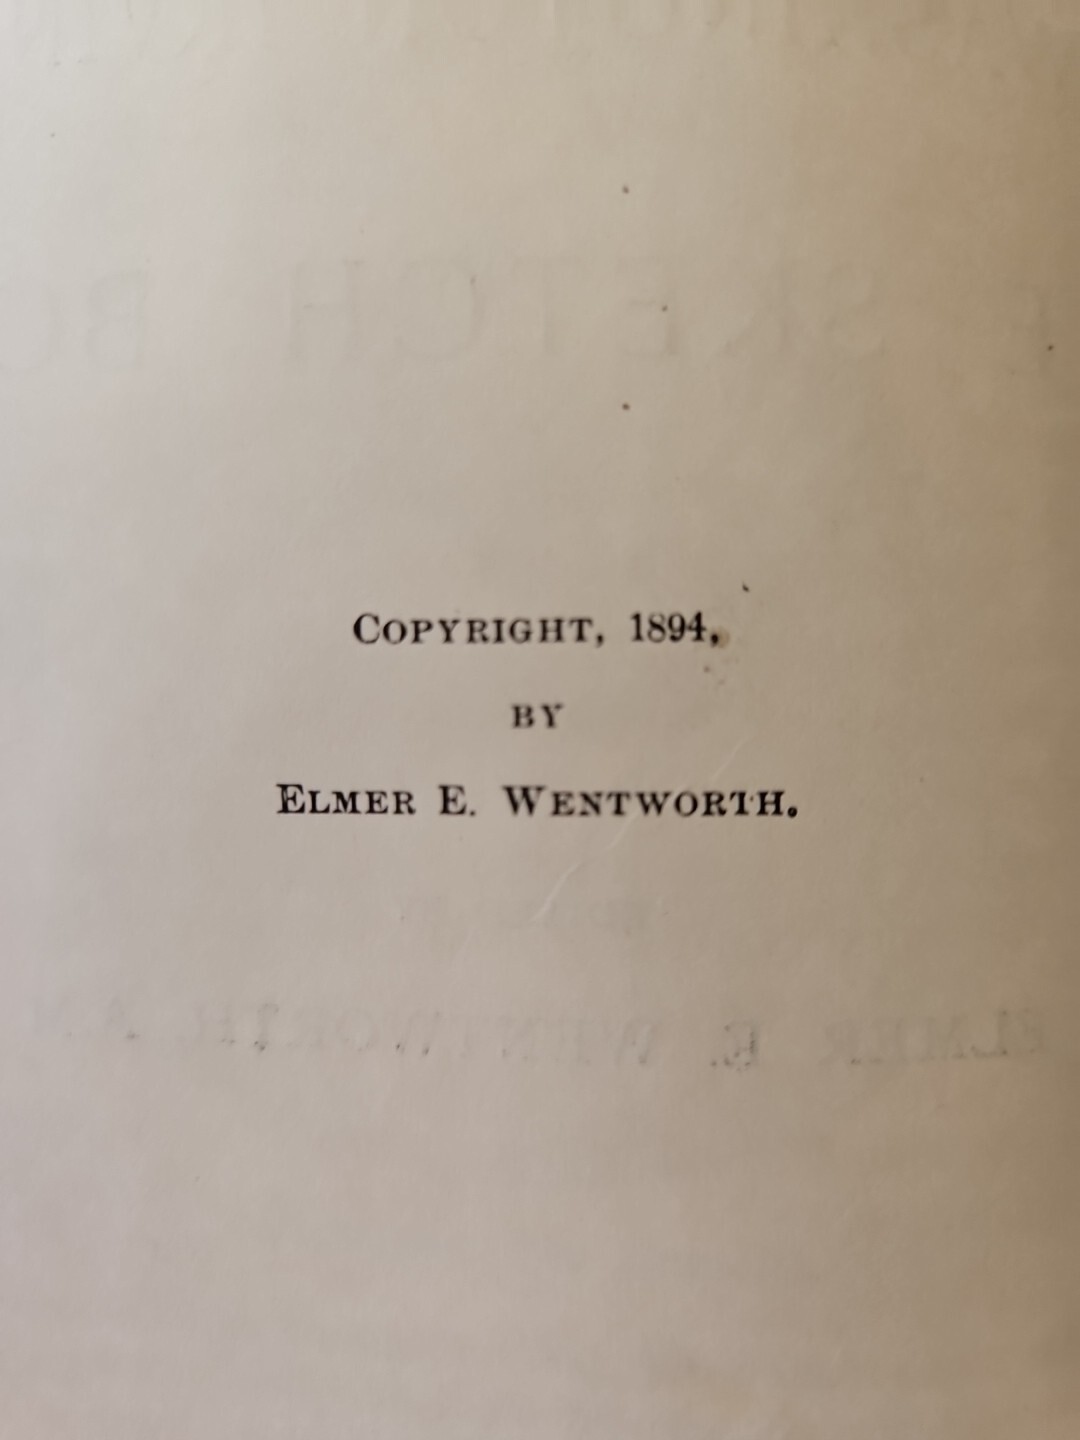 COPYRIGHT, 1894,
BY
ELMER E. WENTWORTH.